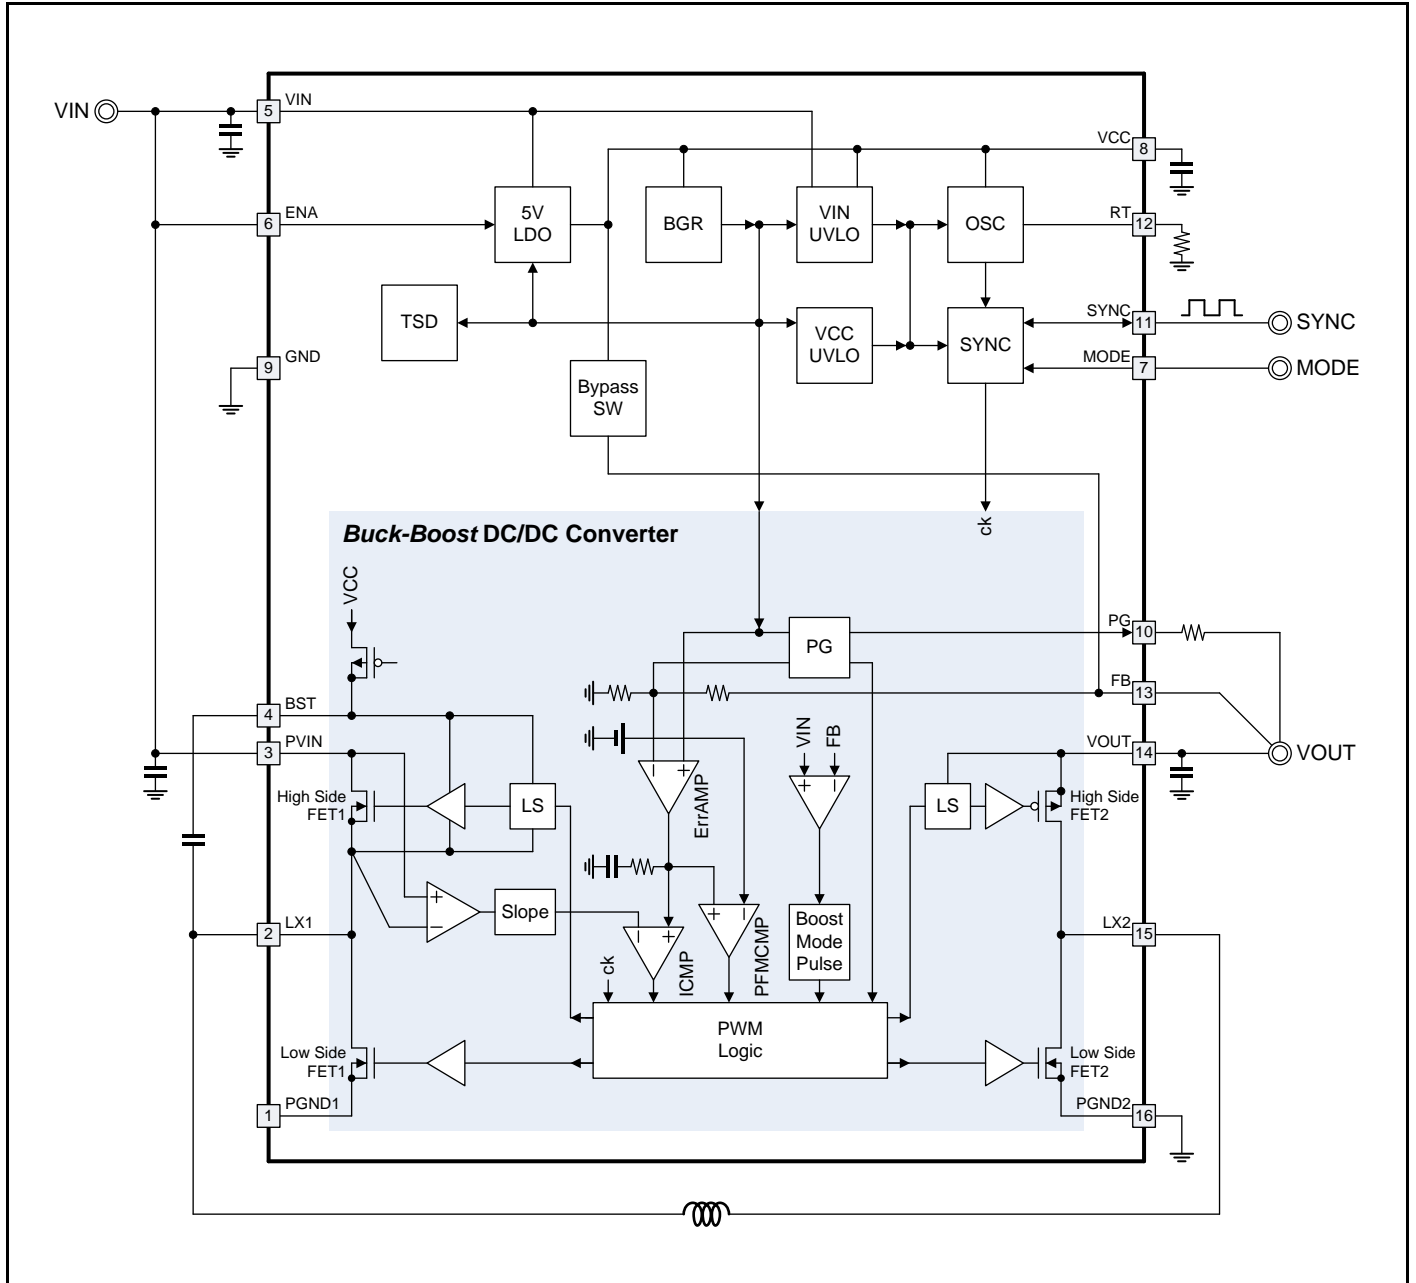 VIN
5
VIN
VCC
8
6
ENA
5V
LDO
BGR
VIN
UVLO
OSC
RT
12
TSD
VCC
UVLO
SYNC
SYNC
11
SYNC
MODE
7
MODE
9
GND
Bypass
SW
ck
Buck-Boost DC/DC Converter
VCC
PG
PG
10
FB
13
4
BST
3
PVIN
VIN
FB
VOUT
14
VOUT
High Side
FET1
LS
ErrAMP
LS
High Side
FET2
Slope
Boost
Mode
Pulse
2
LX1
LX2
15
ck
ICMP
PFMCMP
PWM
Logic
Low Side
FET1
Low Side
FET2
1
PGND1
PGND2
16